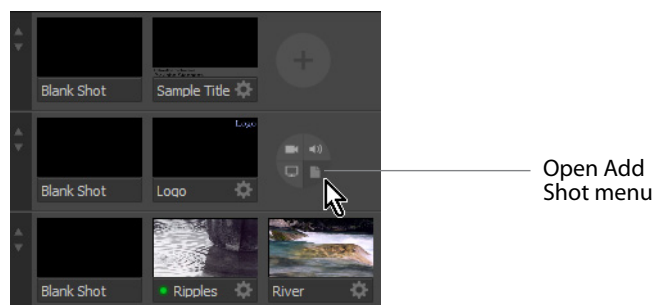 Blank Shot
Sample Title
Logo
Blank Shot
Logo
Open Add
Shot menu
Blank Shot
Ripples
River